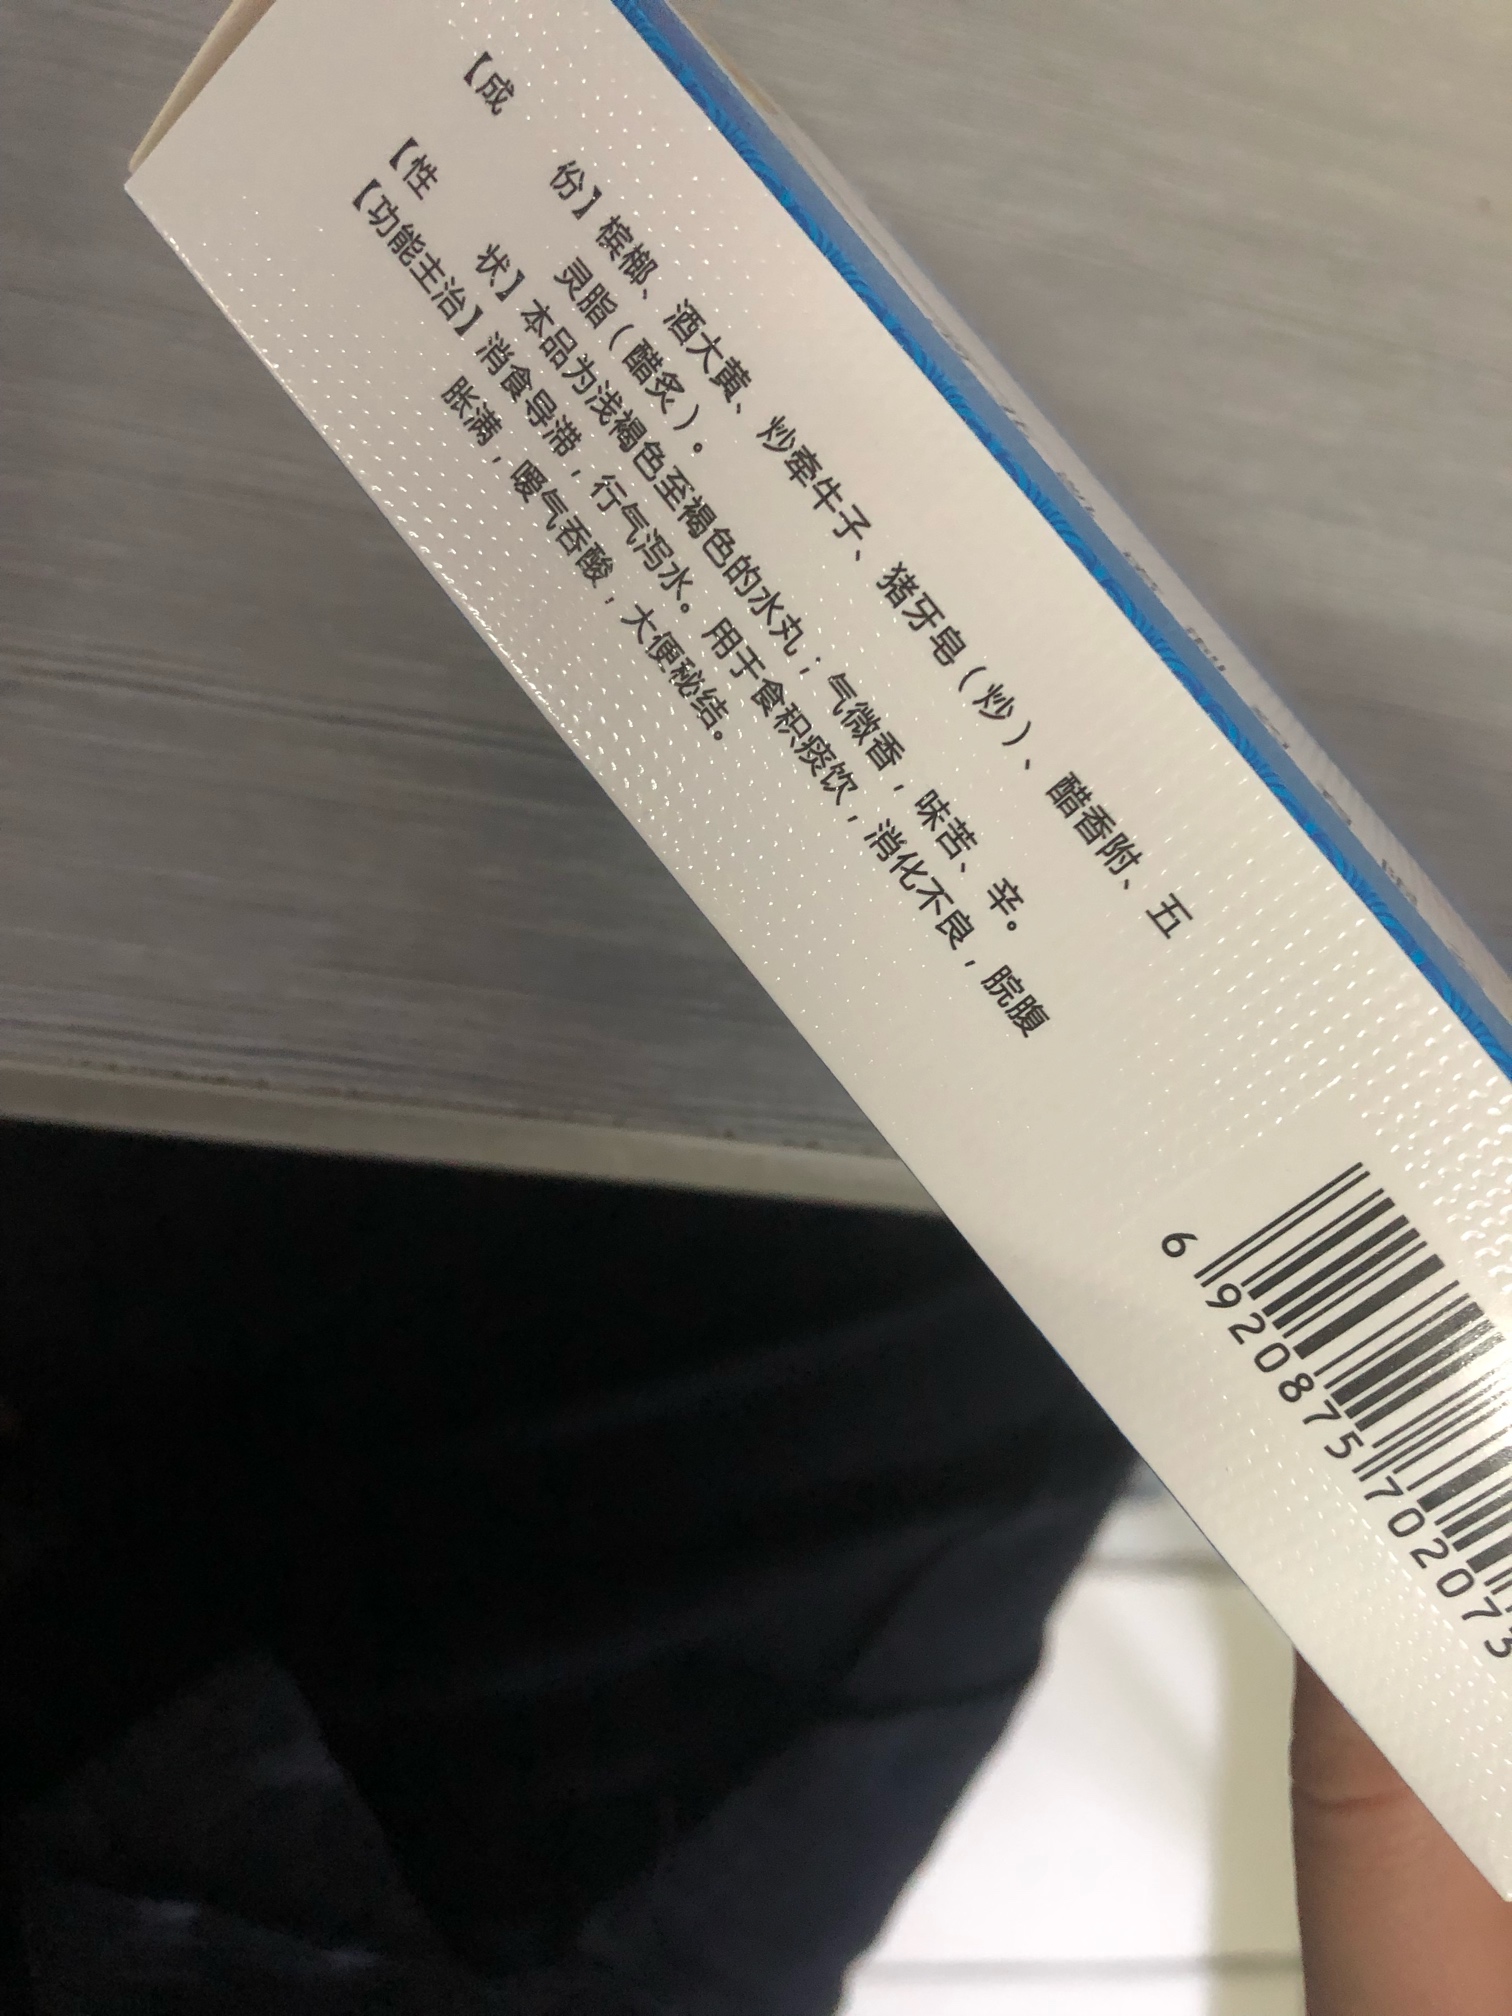 【成 份】槟榔、酒大黄、炒牵牛子、猪牙皂(炒)、醋香附、五
灵脂(醋炙)。
【性 状】本品为浅褐色至褐色的水丸；气微香，味苦、辛。
【功能主治】消食导滞，行气泻水。用于食积痰饮，消化不良，脘腹
胀满，嗳气吞酸，大便秘结。
6 920875 702073